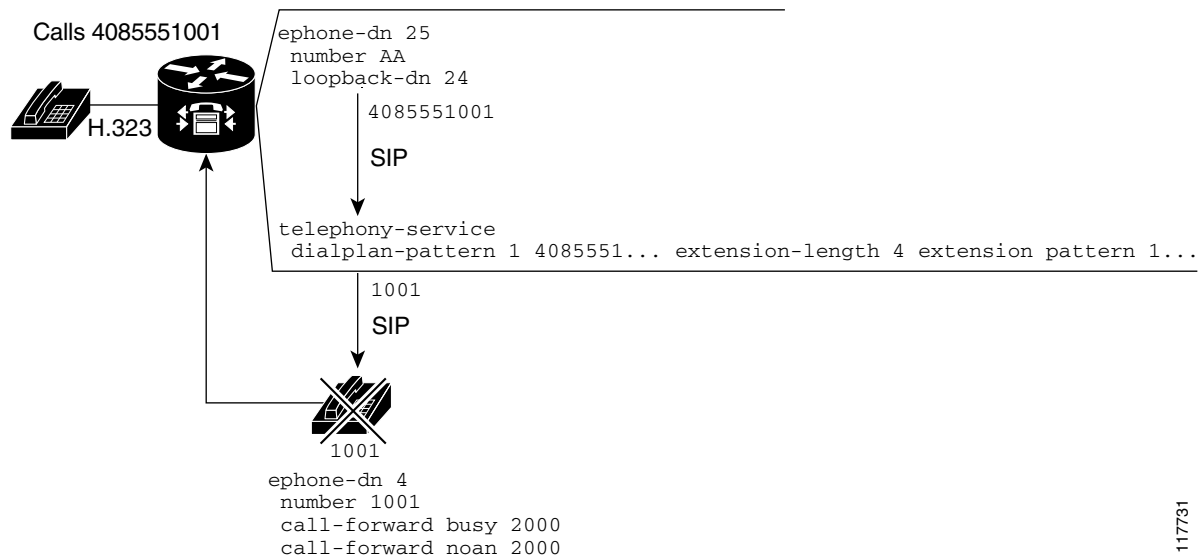 Calls 4085551001
ephone-dn 25
number AA
loopback-dn 24
4085551001
H.323
SIP
telephony-service
dialplan-pattern 1 4085551... extension-length 4 extension pattern 1...
1001
SIP
1001
ephone-dn 4
number 1001
call-forward busy 2000
call-forward noan 2000
117731